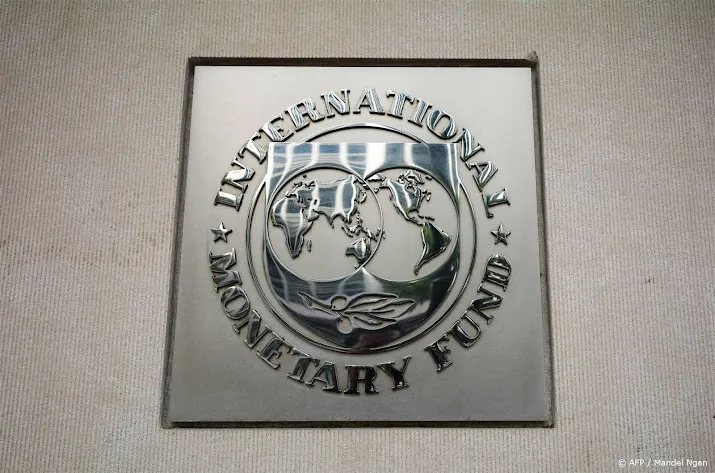 INTERNATIONAL
MONETARY FUND
© AFP / Mandel Ngan